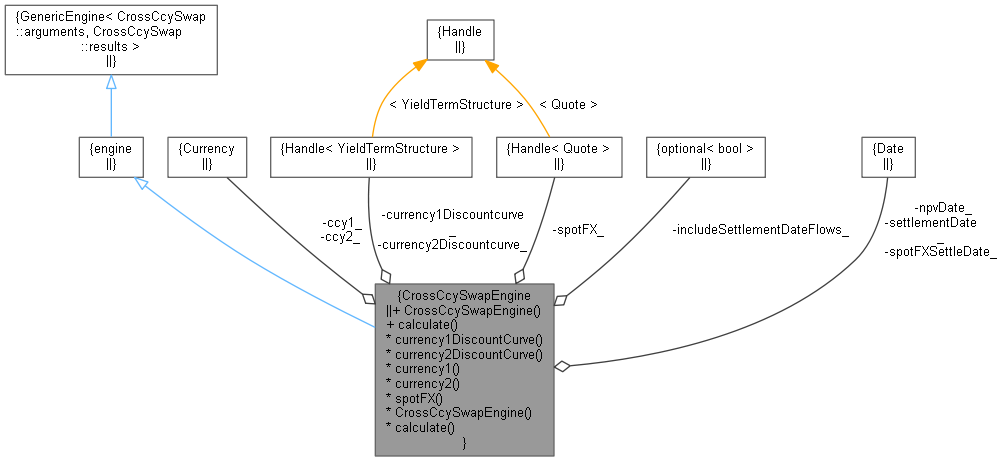 {GenericEngine< CrossCcySwap
::arguments, CrossCcySwap
::results >
||}
{Handle
||}
< YieldTermStructure >
< Quote >
{engine
||}
{Currency
||}
{Handle< YieldTermStructure >
||}
{Handle< Quote >
||}
{optional< bool >
||}
{Date
||}
-ccy1_
-ccy2_
-currency1Discountcurve
_
-currency2Discountcurve_
-spotFX_
-includeSettlementDateFlows_
-npvDate_
-settlementDate
_
-spotFXSettleDate_
{CrossCcySwapEngine
||+ CrossCcySwapEngine()
+ calculate()
* currency1DiscountCurve()
* currency2DiscountCurve()
* currency1()
* currency2()
* spotFX()
* CrossCcySwapEngine()
* calculate()
}